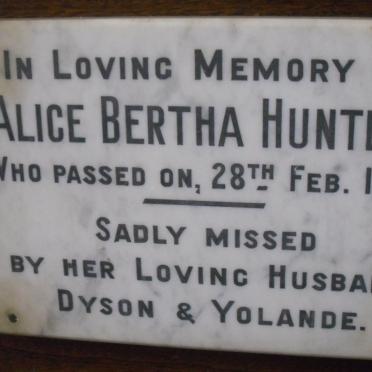 In Loving Memory
Alice Bertha Hunte
Who passed on, 28th Feb. 1
Sadly missed
by her Loving Husba
Dyson & Yolande.